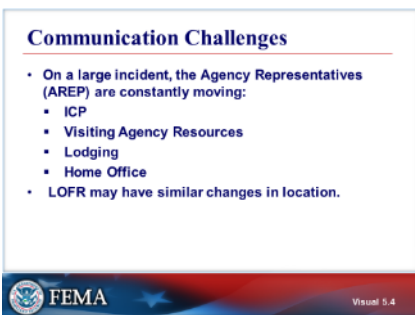 Communication Challenges
• On a large incident, the Agency Representatives
(AREP) are constantly moving:
▪ ICP
▪ Visiting Agency Resources
▪ Lodging
▪ Home Office
• LOFR may have similar changes in location.
FEMA
Visual 5.4